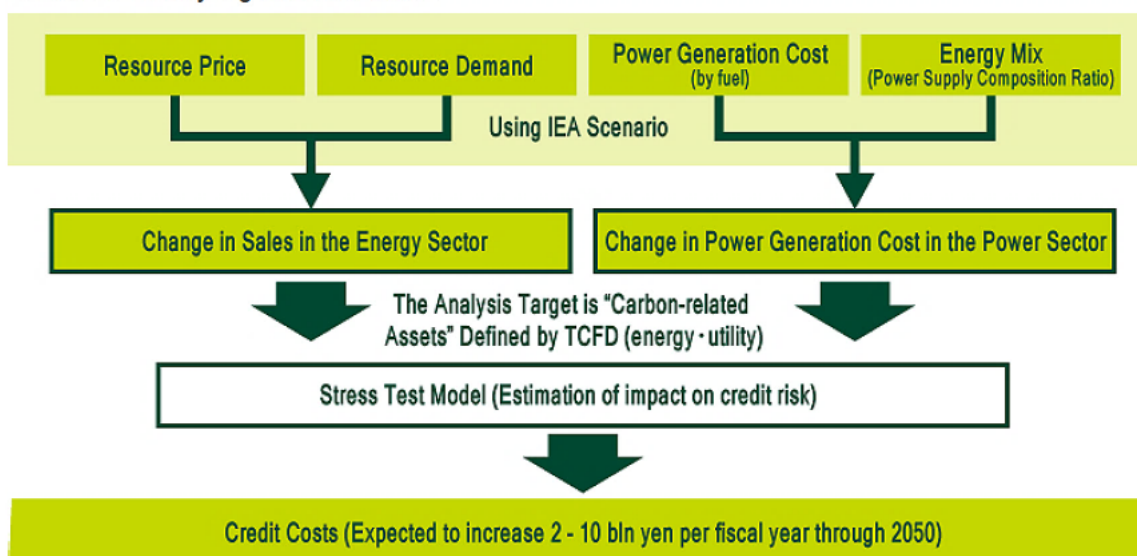 Resource Price
Resource Demand
Power Generation Cost
(by fuel)
Energy Mix
(Power Supply Composition Ratio)
Using IEA Scenario
Change in Sales in the Energy Sector
Change in Power Generation Cost in the Power Sector
The Analysis Target is “Carbon-related
Assets” Defined by TCFD (energy・utility)
Stress Test Model (Estimation of impact on credit risk)
Credit Costs (Expected to increase 2 - 10 bln yen per fiscal year through 2050)